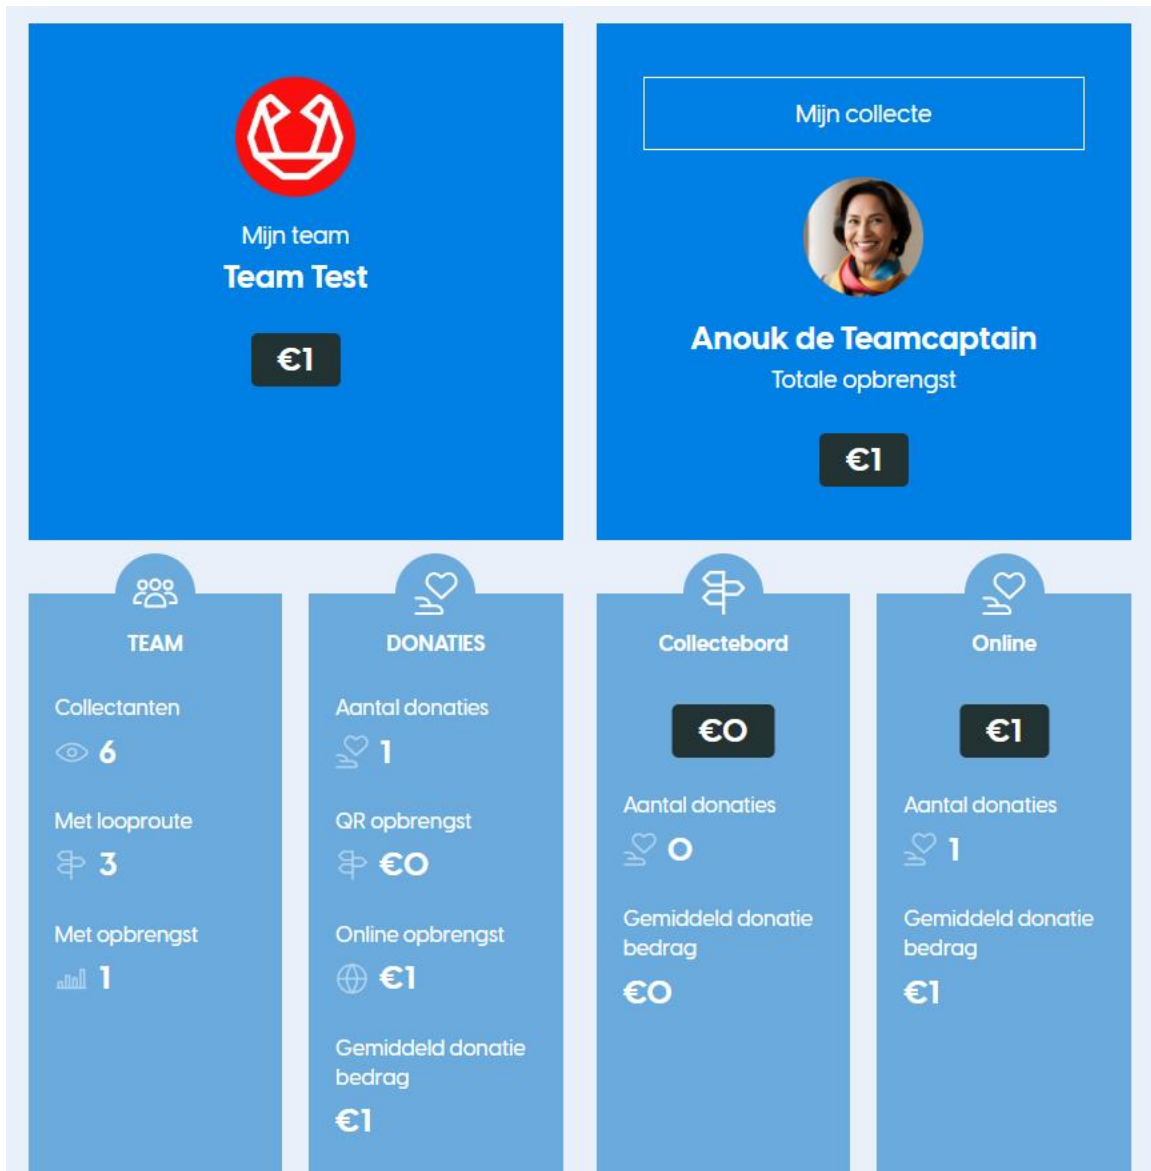 Mijn team
Team Test
€1
Mijn collecte
Anouk de Teamcaptain
Totale opbrengst
€1
TEAM
Collectanten
6
Met looproute
3
Met opbrengst
1
DONATIES
Aantal donaties
1
QR opbrengst
€0
Online opbrengst
€1
Gemiddeld donatie
bedrag
€1
Collectebord
€0
Aantal donaties
0
Gemiddeld donatie
bedrag
€0
Online
€1
Aantal donaties
1
Gemiddeld donatie
bedrag
€1